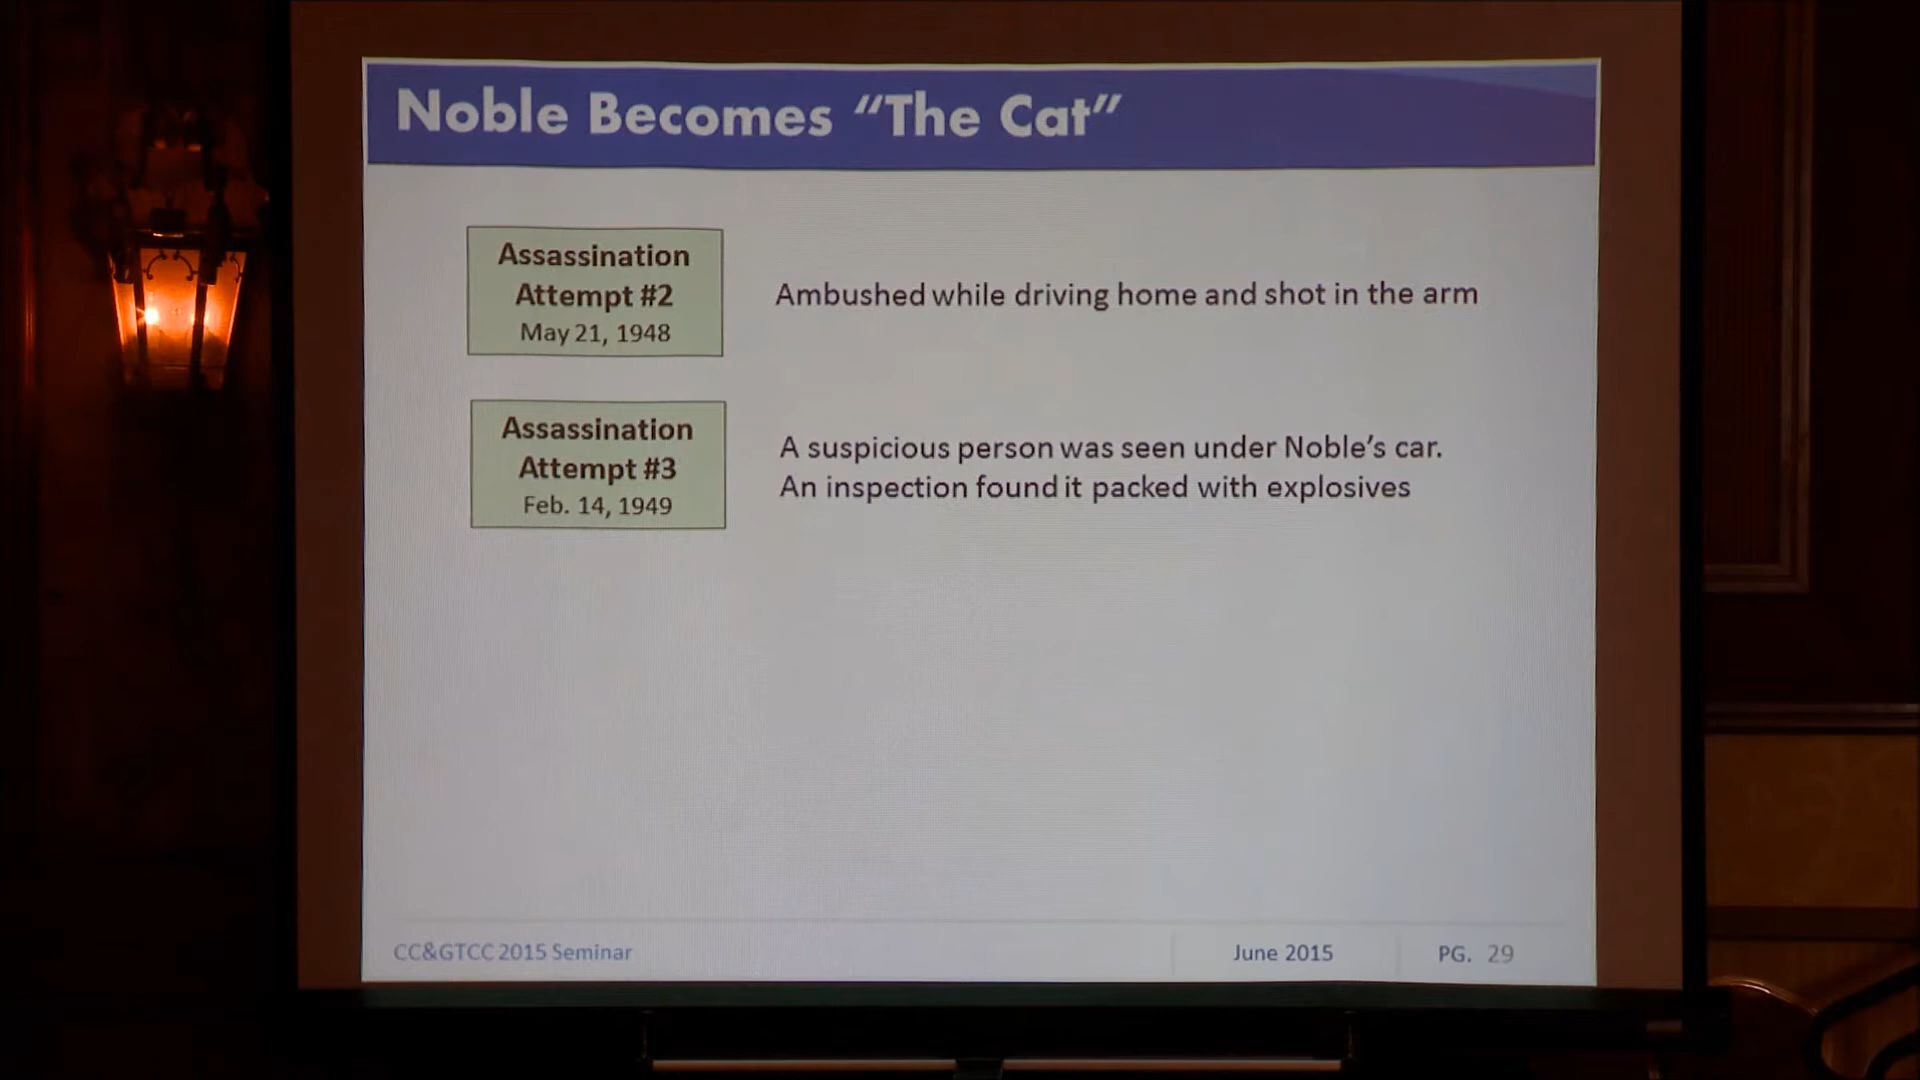 Noble Becomes “The Cat”
Assassination
Attempt #2
May 21, 1948
Ambushed while driving home and shot in the arm
Assassination
Attempt #3
Feb. 14, 1949
A suspicious person was seen under Noble’s car.
An inspection found it packed with explosives
CC&GTCC 2015 Seminar
June 2015
PG. 29